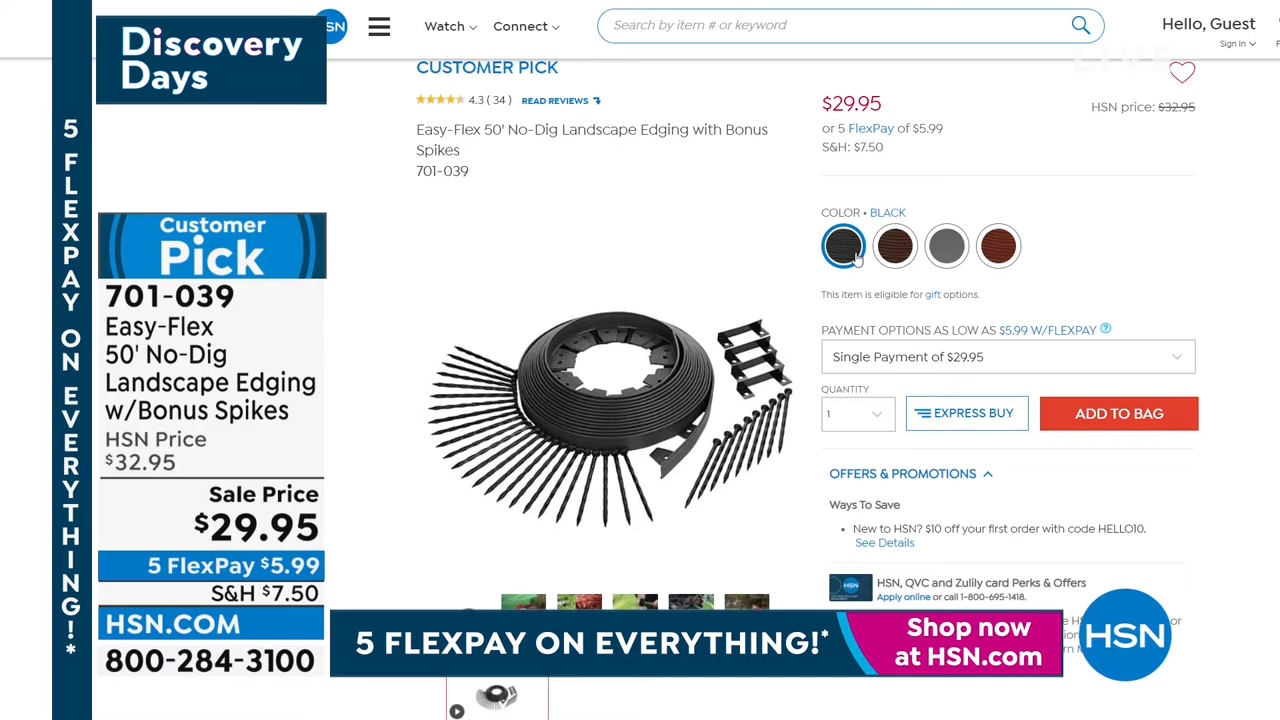 Discovery
Days
5 FLEXPAY ON EVERYTHING!*
Customer
Pick
701-039
Easy-Flex
50' No-Dig
Landscape Edging
w/Bonus Spikes
HSN Price
$32.95
Sale Price
$29.95
5 FlexPay $5.99
S&H $7.50
HSN.COM
800-284-3100
SN
Watch
Connect
Search by item # or keyword
Hello, Guest
Sign In
LIVE
CUSTOMER PICK
4.3 ( 34 ) READ REVIEWS
Easy-Flex 50' No-Dig Landscape Edging with Bonus
Spikes
701-039
$29.95
HSN price: $32.95
or 5 FlexPay of $5.99
S&H: $7.50
COLOR • BLACK
This item is eligible for gift options.
PAYMENT OPTIONS AS LOW AS $5.99 W/FLEXPAY ?
Single Payment of $29.95
QUANTITY
1
EXPRESS BUY
ADD TO BAG
OFFERS & PROMOTIONS
Ways To Save
• New to HSN? $10 off your first order with code HELLO10.
See Details
HSN
HSN, QVC and Zulily card Perks & Offers
Apply online or call 1-800-695-1418.
5 FLEXPAY ON EVERYTHING!*
Shop now
at HSN.com
HSN